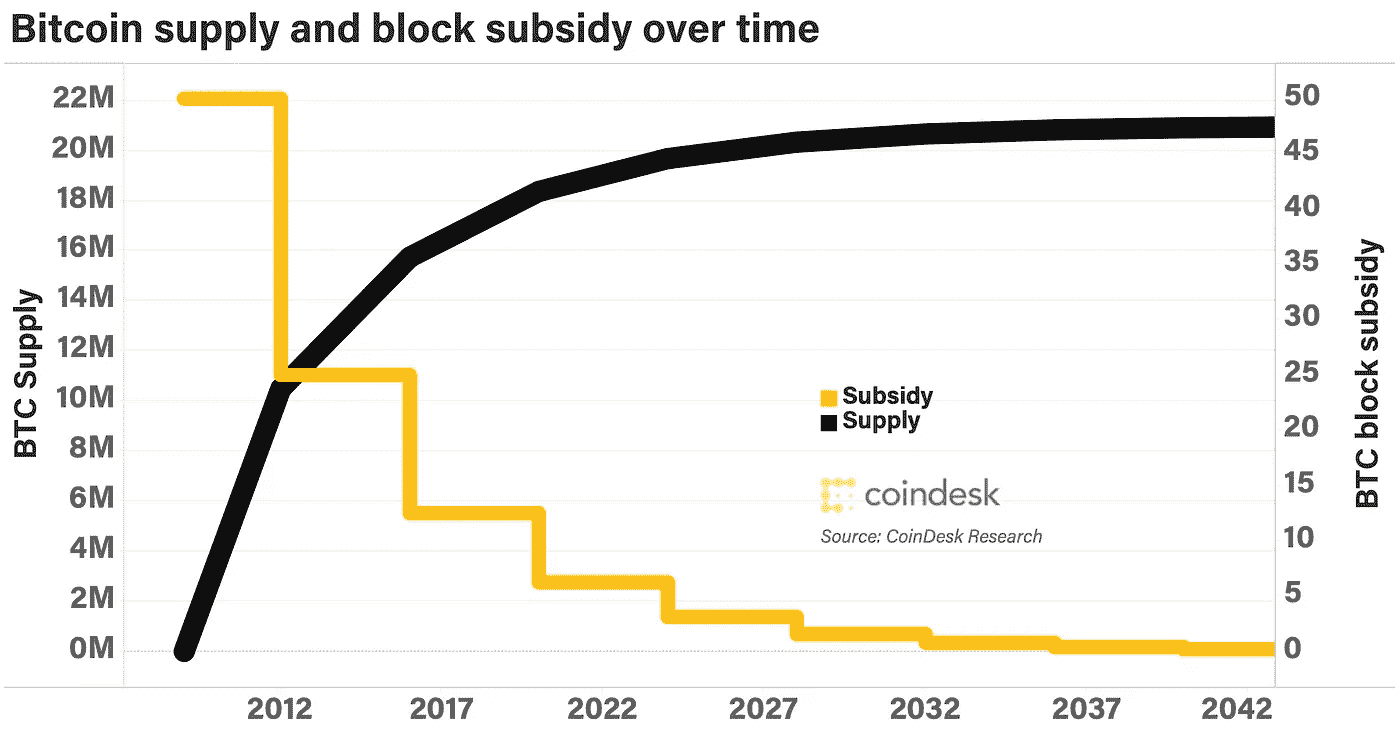 Bitcoin supply and block subsidy over time
22M
20M
18M
16M
14M
12M
10M
8M
6M
4M
2M
0M
BTC Supply
50
45
40
35
30
25
20
15
10
5
0
BTC block subsidy
Subsidy
Supply
coindesk
Source: CoinDesk Research
2012 2017 2022 2027 2032 2037 2042